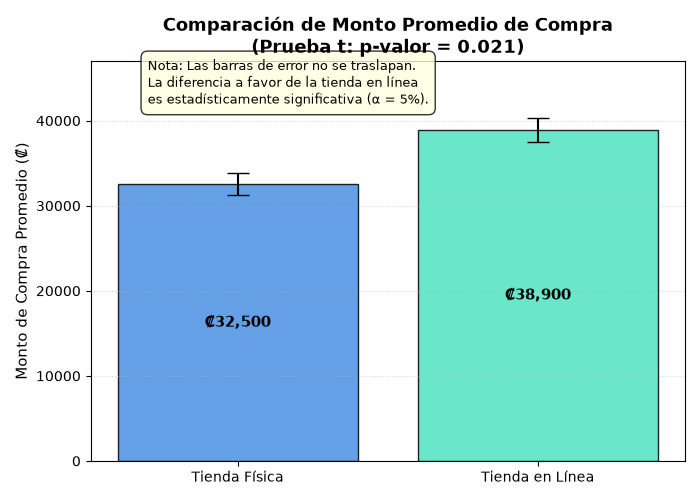 Comparación de Monto Promedio de Compra
(Prueba t: p-valor = 0.021)
Nota: Las barras de error no se traslapan.
La diferencia a favor de la tienda en línea
es estadísticamente significativa (α = 5%).
Monto de Compra Promedio (₡)
40000
30000
20000
10000
0
₡32,500
₡38,900
Tienda Física
Tienda en Línea